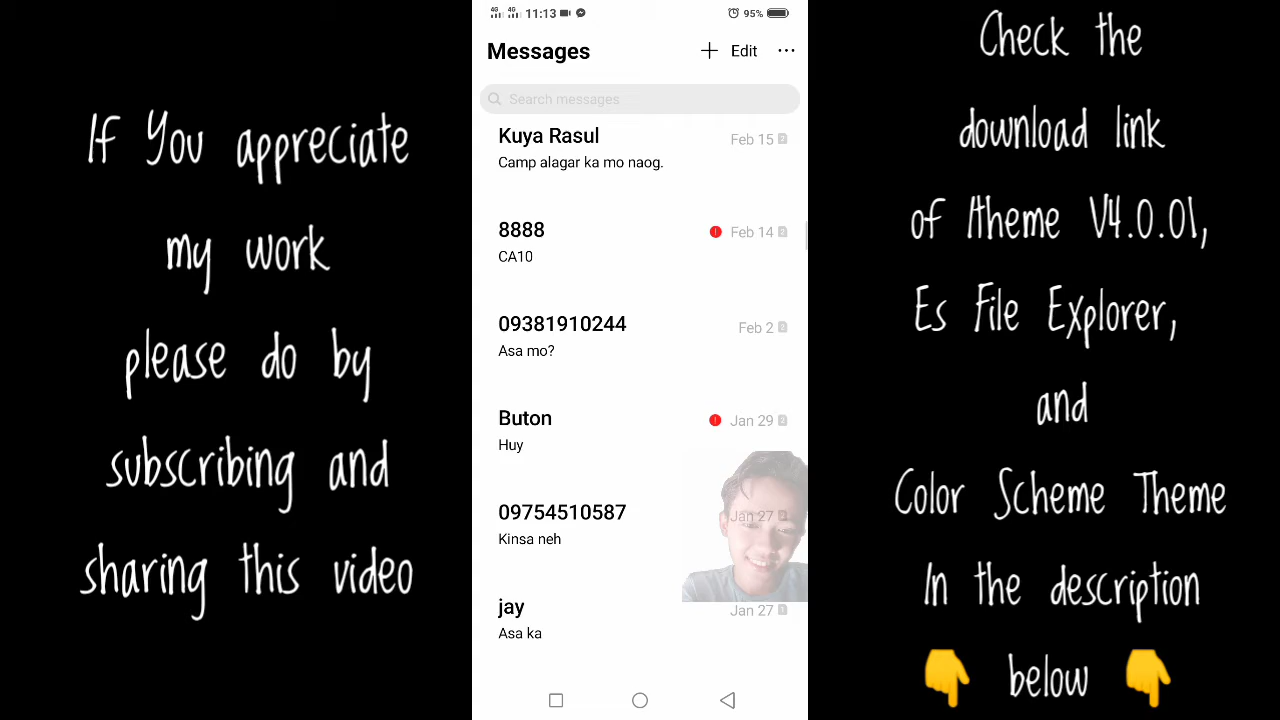 If You appreciate
my work
please do by
subscribing and
sharing this video
4G 4G 11:13
95%
Messages
+ Edit ...
Search messages
Kuya Rasul Feb 15
Camp alagar ka mo naog.
8888 Feb 14
CA10
09381910244 Feb 2
Asa mo?
Buton Jan 29
Huy
09754510587 Jan 27
Kinsa neh
jay Jan 27
Asa ka
Check the
download link
of Itheme V4.0.01,
Es File Explorer,
and
Color Scheme Theme
In the description
👇 below 👇